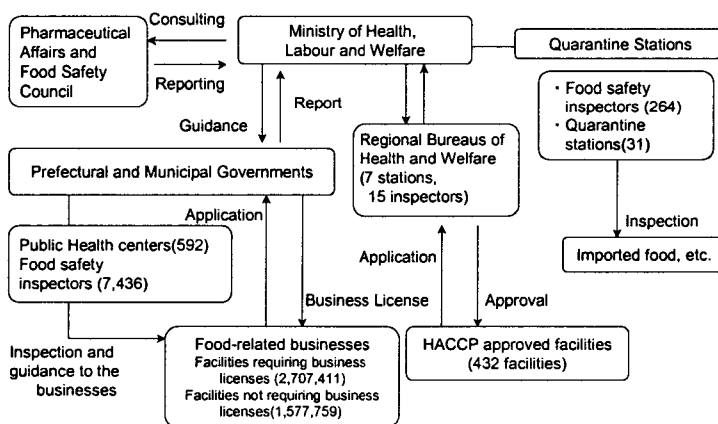 Consulting
Pharmaceutical
Affairs and
Food Safety
Council
Reporting
Ministry of Health,
Labour and Welfare
Quarantine Stations
・ Food safety
inspectors (264)
・ Quarantine
stations(31)
Inspection
Imported food, etc.
Guidance
Report
Prefectural and Municipal Governments
Regional Bureaus of
Health and Welfare
(7 stations,
15 inspectors)
Public Health centers(592)
Food safety
inspectors (7,436)
Application
Business License
Application
Approval
Inspection and
guidance to the
businesses
Food-related businesses
Facilities requiring business
licenses (2,707,411)
Facilities not requiring business
licenses(1,577,759)
HACCP approved facilities
(432 facilities)